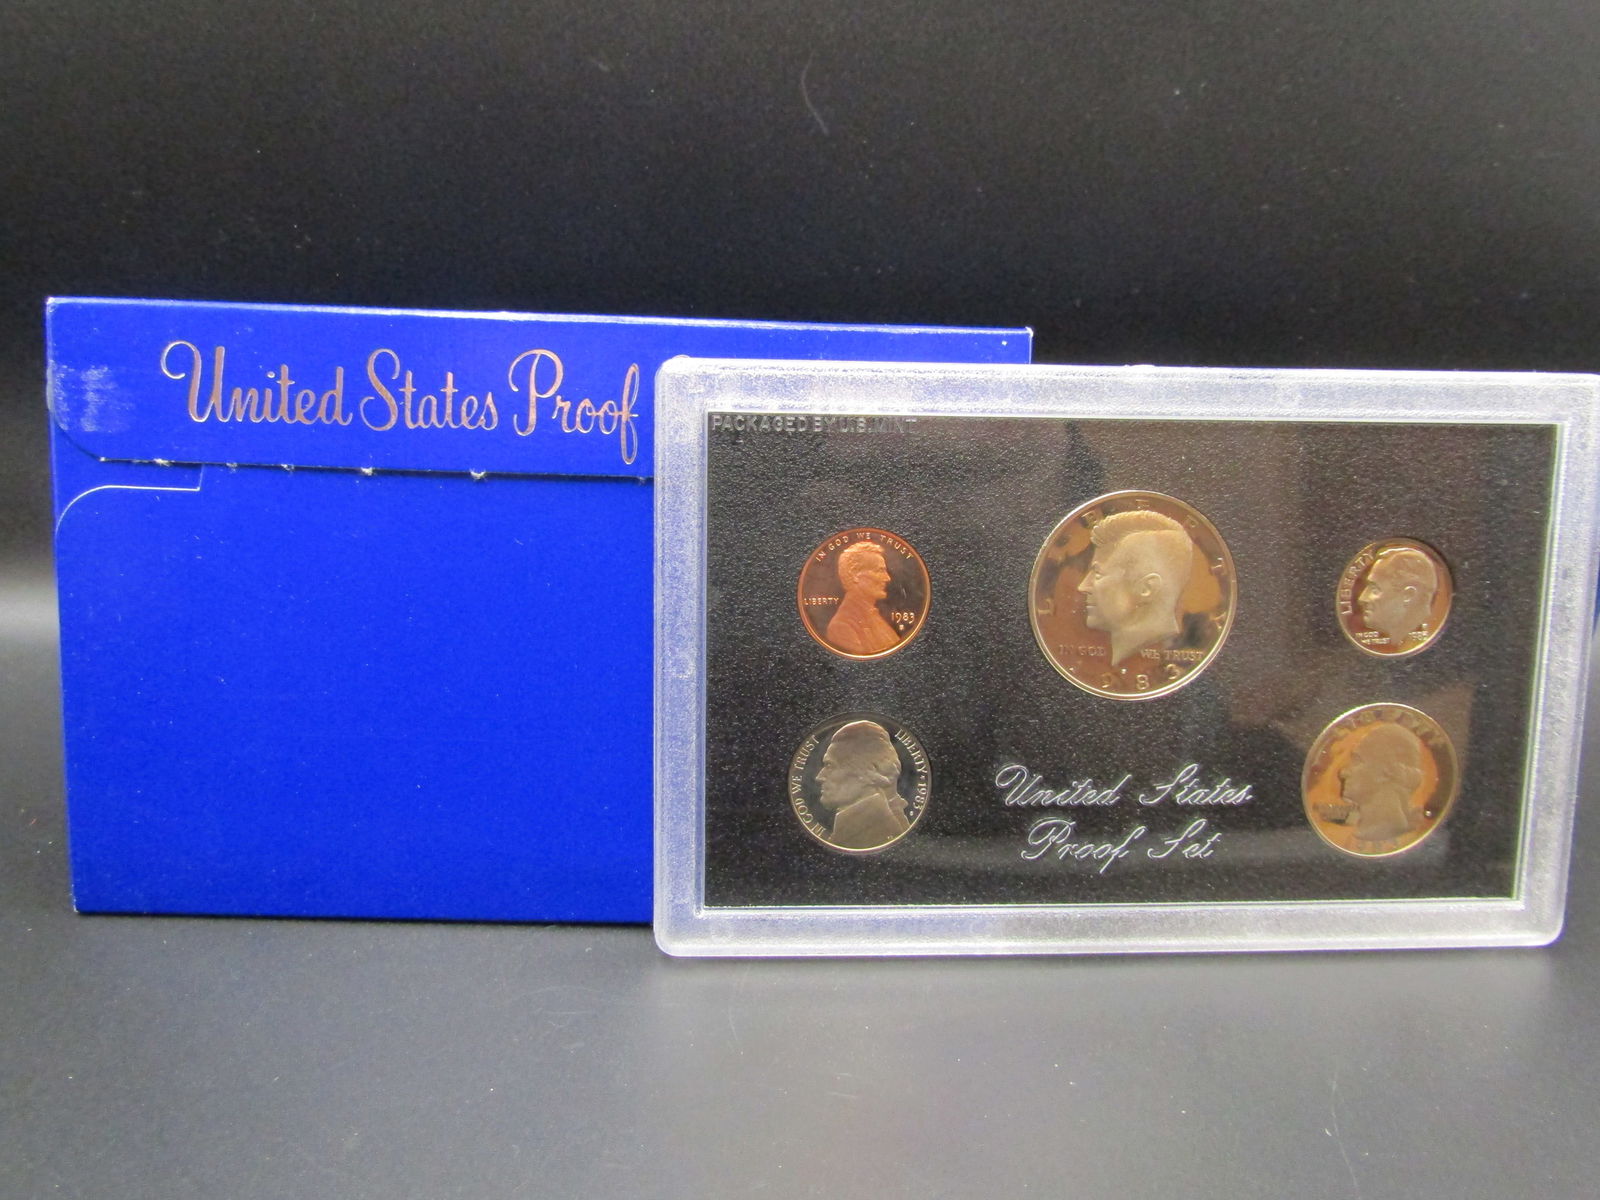 United States Proof
PACKAGED BY U.S. MINT
IN GOD WE TRUST
LIBERTY
1983
S
LIBERTY
IN GOD WE TRUST
1983
LIBERTY
IN GOD
WE TRUST
IN GOD WE TRUST
LIBERTY
1983
United States
Proof Set